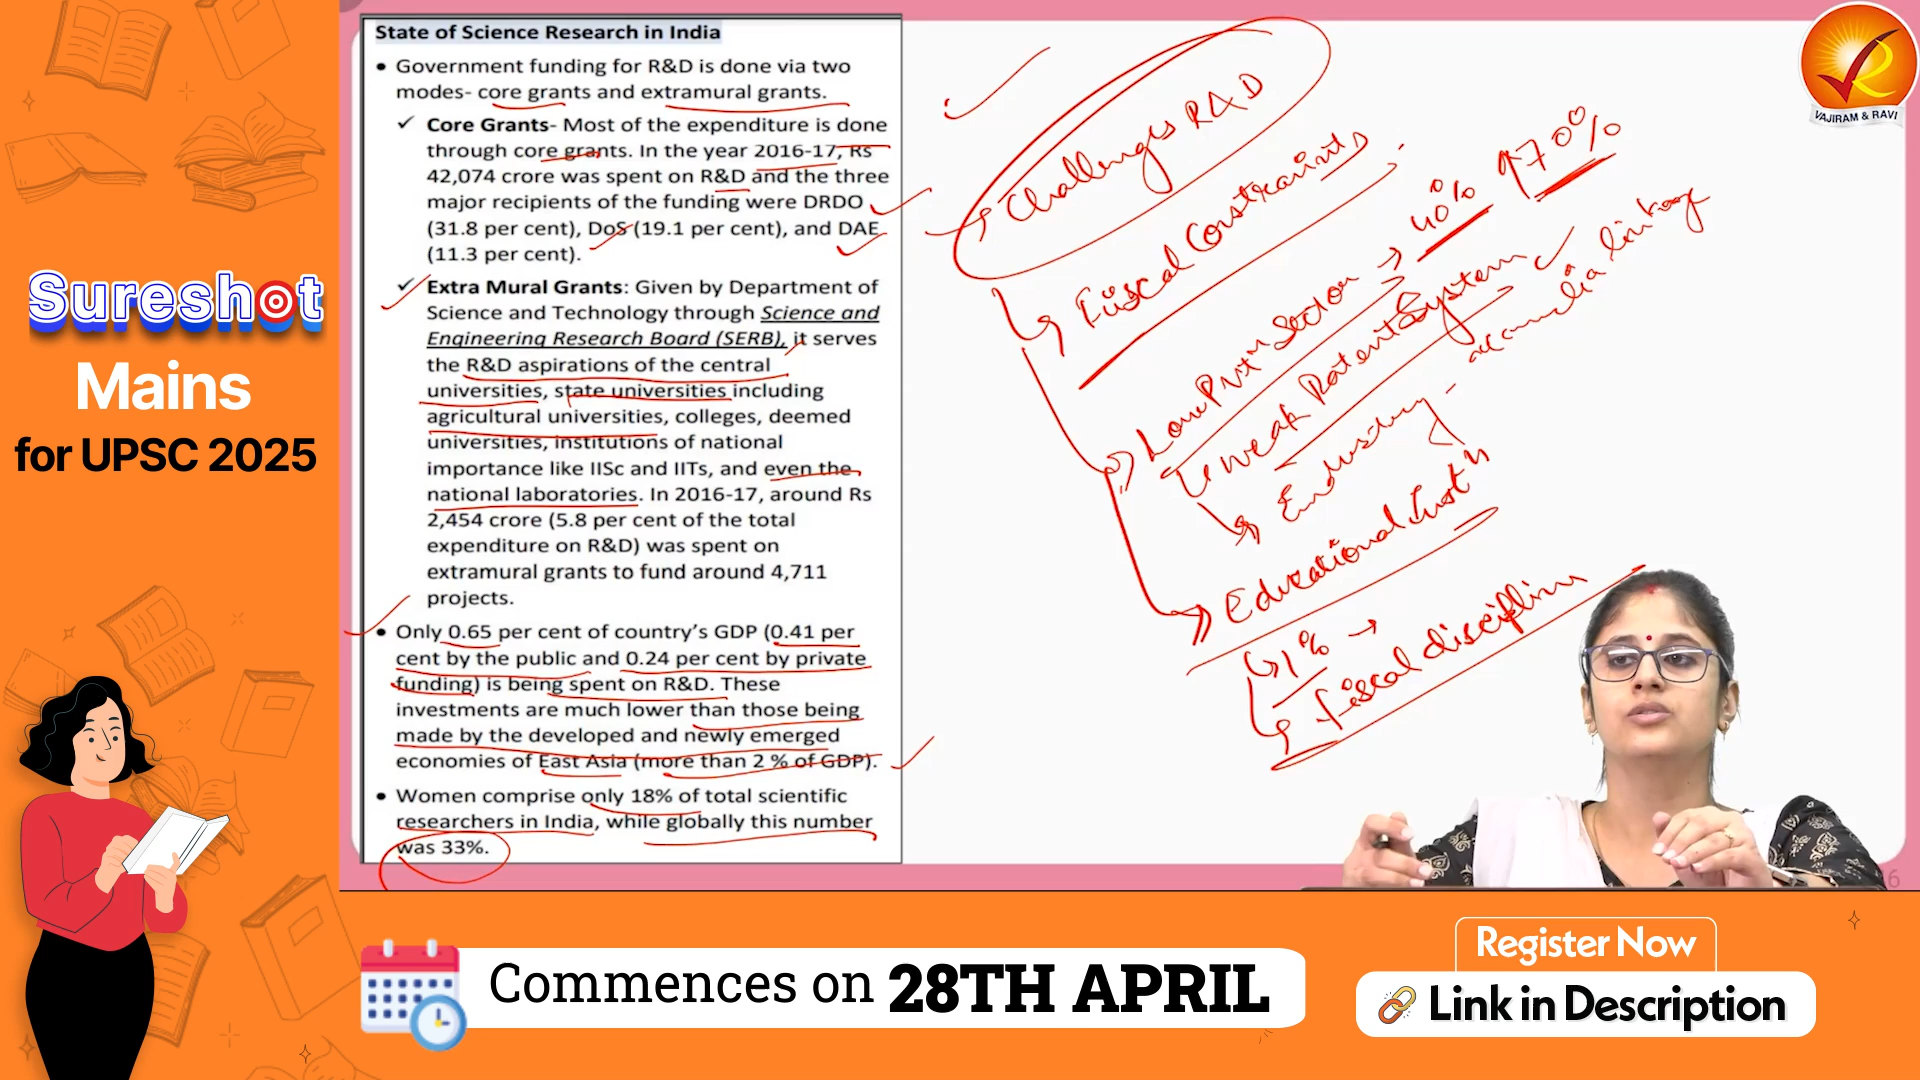 Sureshot
Mains
for UPSC 2025
State of Science Research in India
• Government funding for R&D is done via two
modes- core grants and extramural grants.
✓ Core Grants- Most of the expenditure is done
through core grants. In the year 2016-17, Rs
42,074 crore was spent on R&D and the three
major recipients of the funding were DRDO
(31.8 per cent), DoS (19.1 per cent), and DAE
(11.3 per cent).
✓ Extra Mural Grants: Given by Department of
Science and Technology through Science and
Engineering Research Board (SERB), it serves
the R&D aspirations of the central
universities, state universities including
agricultural universities, colleges, deemed
universities, institutions of national
importance like IISc and IITs, and even the
national laboratories. In 2016-17, around Rs
2,454 crore (5.8 per cent of the total
expenditure on R&D) was spent on
extramural grants to fund around 4,711
projects.
• Only 0.65 per cent of country's GDP (0.41 per
cent by the public and 0.24 per cent by private
funding) is being spent on R&D. These
investments are much lower than those being
made by the developed and newly emerged
economies of East Asia (more than 2 % of GDP).
• Women comprise only 18% of total scientific
researchers in India, while globally this number
was 33%.
Challenges R&D
Fiscal Constraints
Low Pvt Sector → 40% ↑70%
Weak Patent System
Industry - academia linkage
Educational Instn
1% →
Fiscal discipline
VAJIRAM & RAVI
6
Commences on 28TH APRIL
Register Now
Link in Description